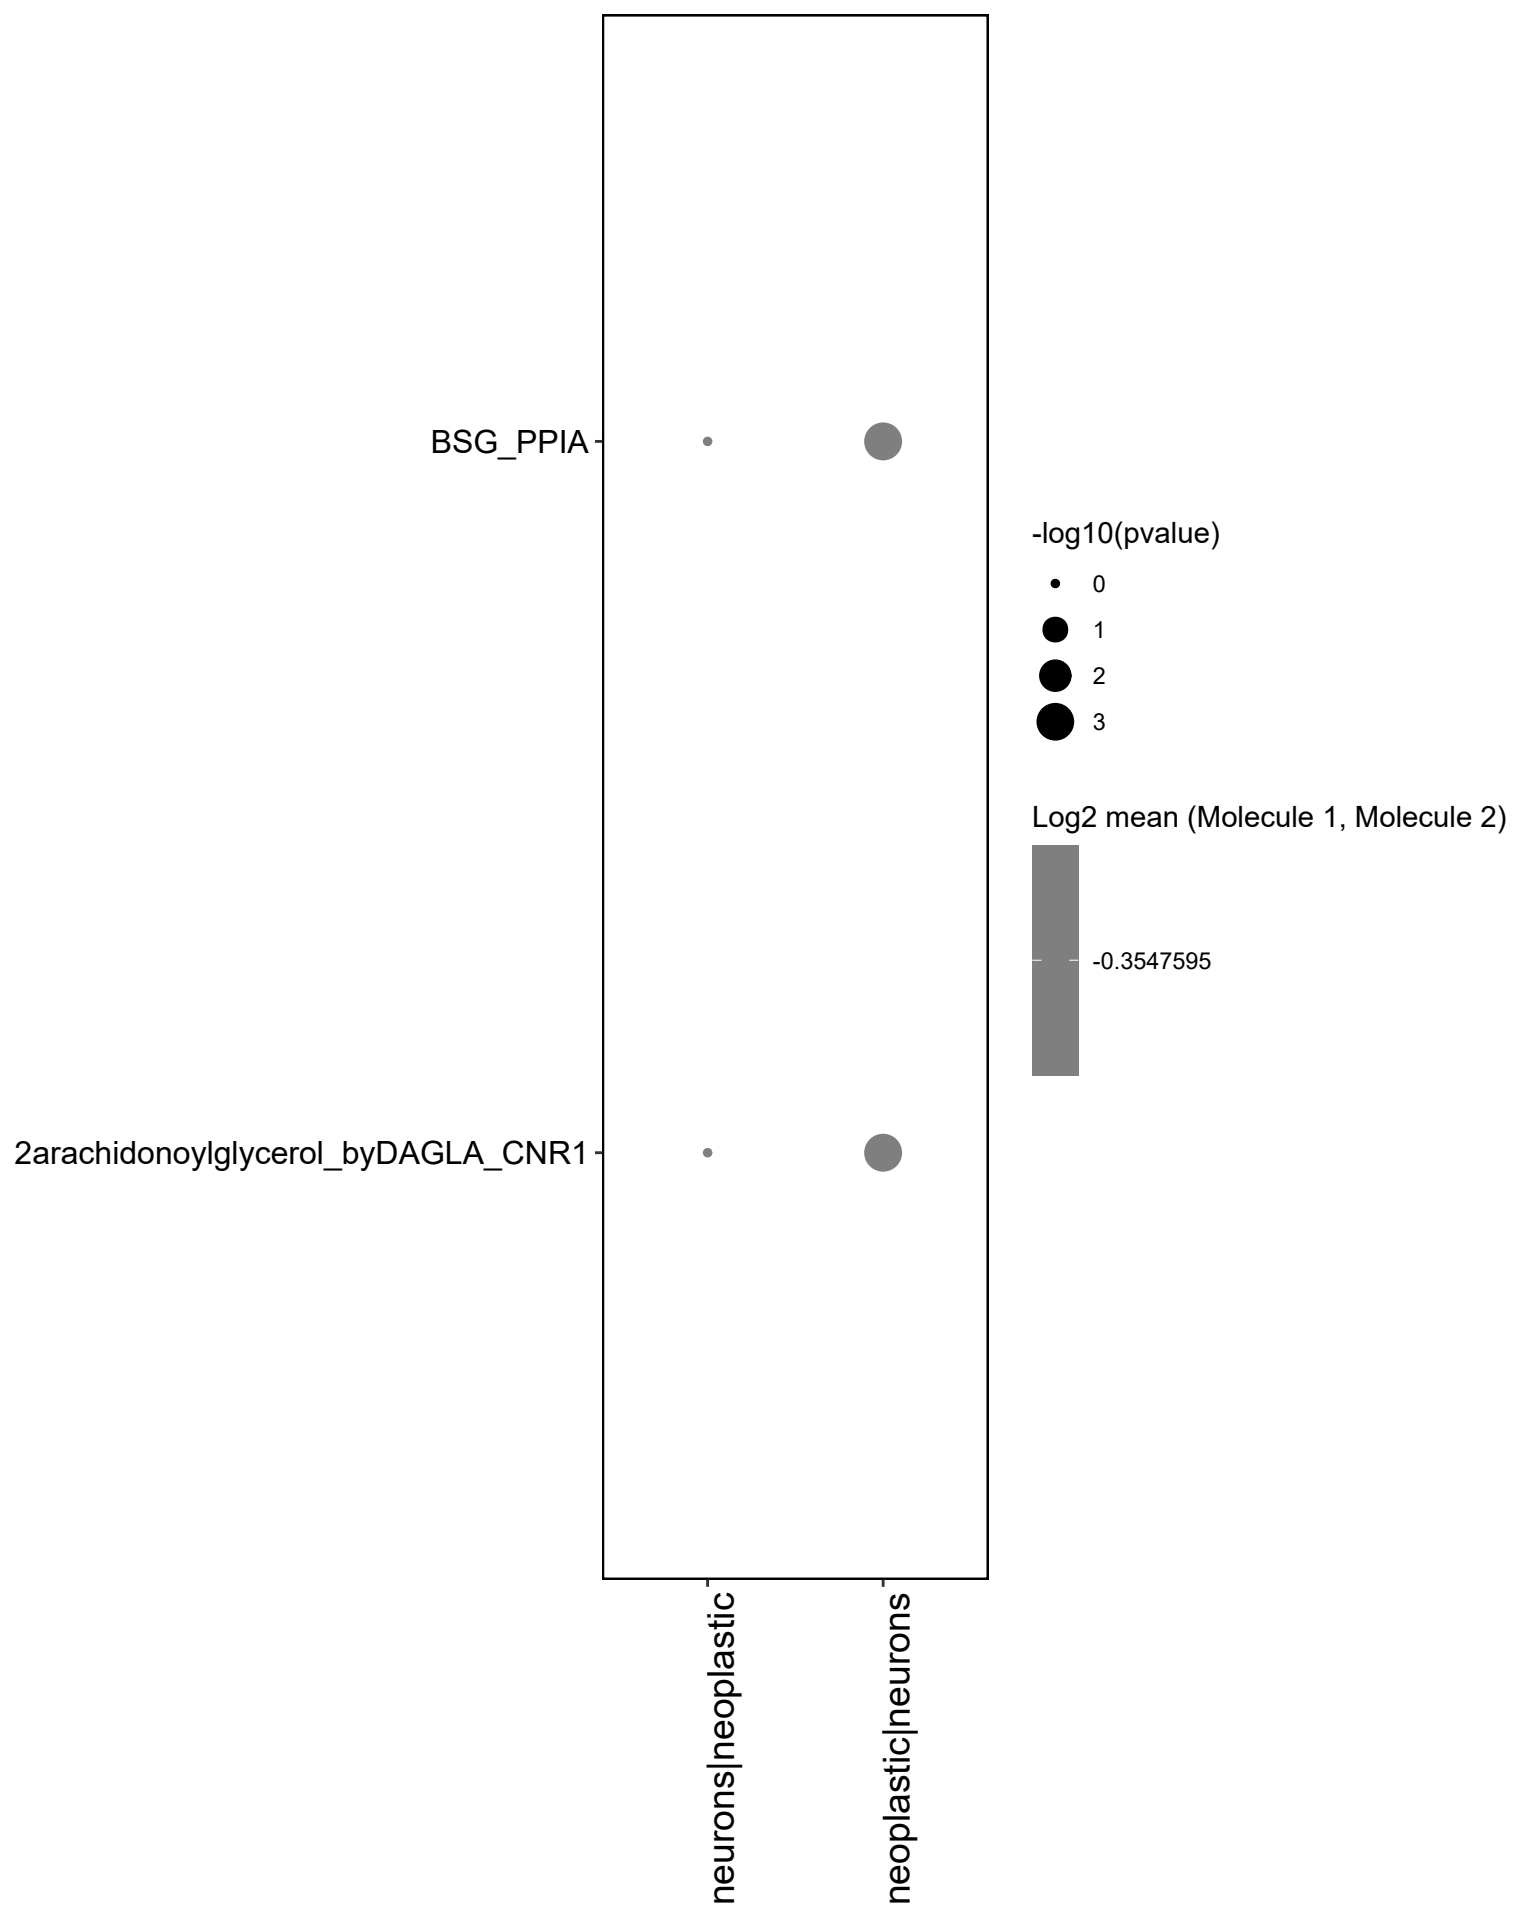 BSG_PPIA
2arachidonoylglycerol_byDAGLA_CNR1
neurons|neoplastic
neoplastic|neurons
-log10(pvalue)
0
1
2
3
Log2 mean (Molecule 1, Molecule 2)
-0.3547595